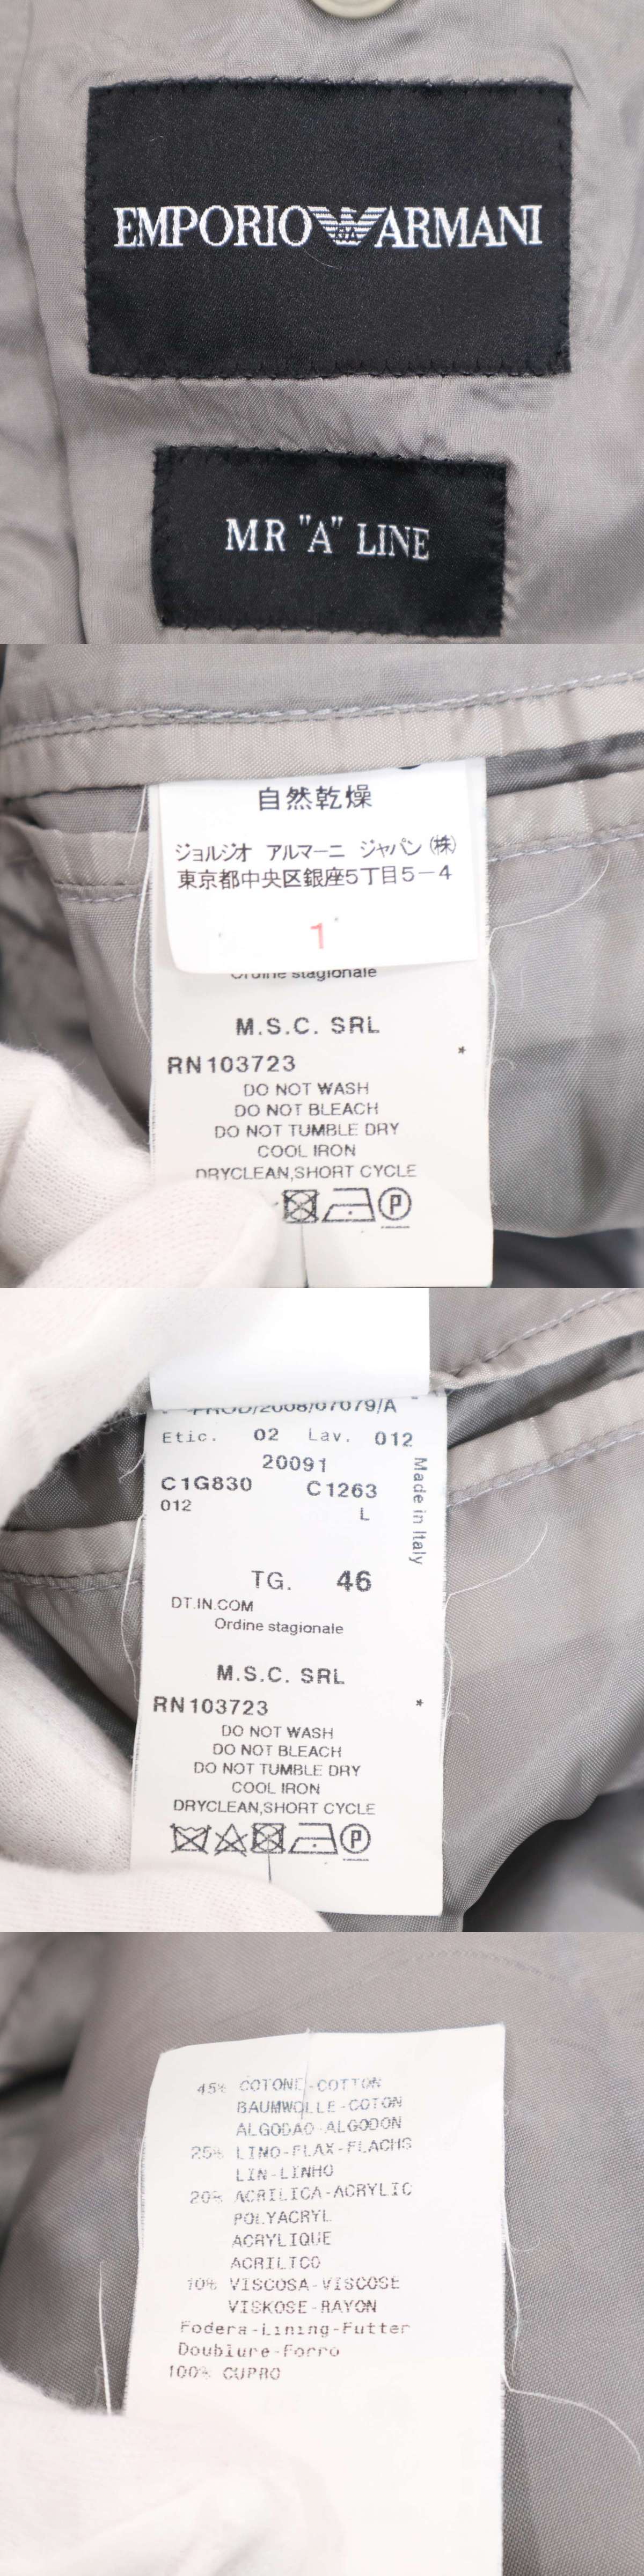 EMPORIO GA ARMANI
MR "A" LINE
自然乾燥
ジョルジオ アルマーニ ジャパン(株)
東京都中央区銀座5丁目5－4
1
Ordine stagionale
M.S.C. SRL
RN103723 *
DO NOT WASH
DO NOT BLEACH
DO NOT TUMBLE DRY
COOL IRON
DRYCLEAN,SHORT CYCLE
P
PROD/2008/07079/A
Etic. 02 Lav. 012
20091
C1G830 C1263
012 L
Made in Italy
TG. 46
DT.IN.COM
Ordine stagionale
M.S.C. SRL
RN103723 *
DO NOT WASH
DO NOT BLEACH
DO NOT TUMBLE DRY
COOL IRON
DRYCLEAN,SHORT CYCLE
P
45% COTONE-COTTON
BAUMWOLLE-COTON
ALGODAO-ALGODON
25% LINO-FLAX-FLACHS
LIN-LINHO
20% ACRILICA-ACRYLIC
POLYACRYL
ACRYLIQUE
ACRILICO
10% VISCOSA-VISCOSE
VISKOSE-RAYON
Fodera-Lining-Futter
Doublure-Forro
100% CUPRO